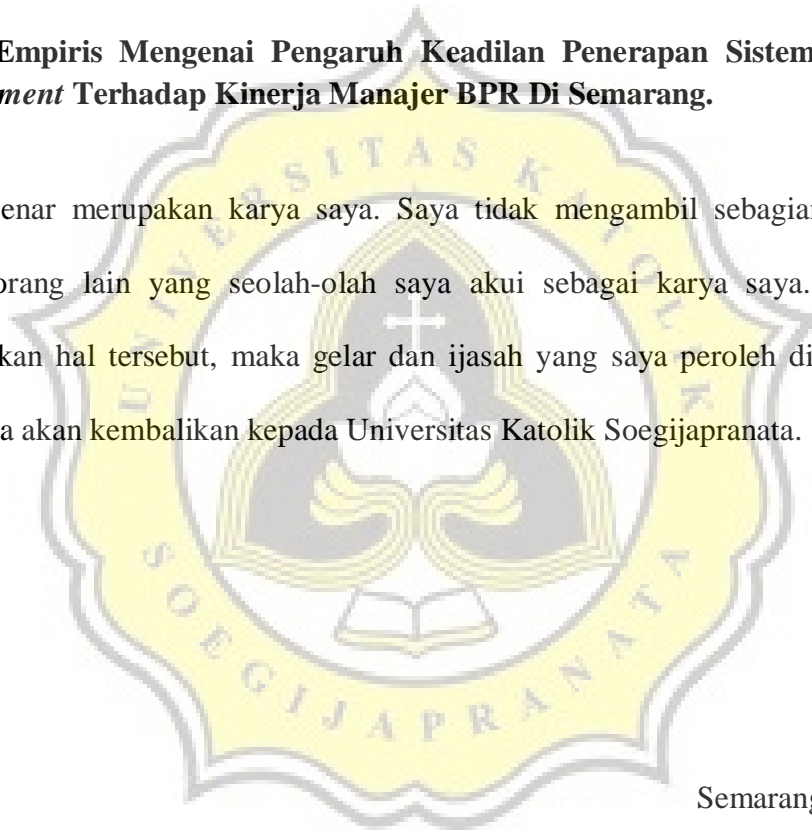 Empiris Mengenai Pengaruh Keadilan Penerapan Sistem
ment Terhadap Kinerja Manajer BPR Di Semarang.
enar merupakan karya saya. Saya tidak mengambil sebagian
orang lain yang seolah-olah saya akui sebagai karya saya.
kan hal tersebut, maka gelar dan ijasah yang saya peroleh di
a akan kembalikan kepada Universitas Katolik Soegijapranata.
UNIVERSITAS KATOLIK
SOEGIJAPRANATA
Semarang